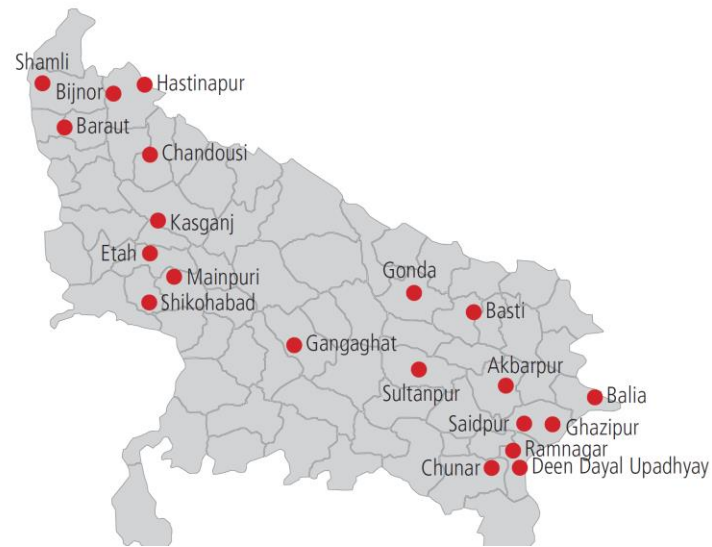 Shamli
Hastinapur
Bijnor
Baraut
Chandousi
Kasganj
Etah
Mainpuri
Shikohabad
Gonda
Basti
Gangaghat
Akbarpur
Sultanpur
Balia
Saidpur
Ghazipur
Ramnagar
Chunar
Deen Dayal Upadhyay